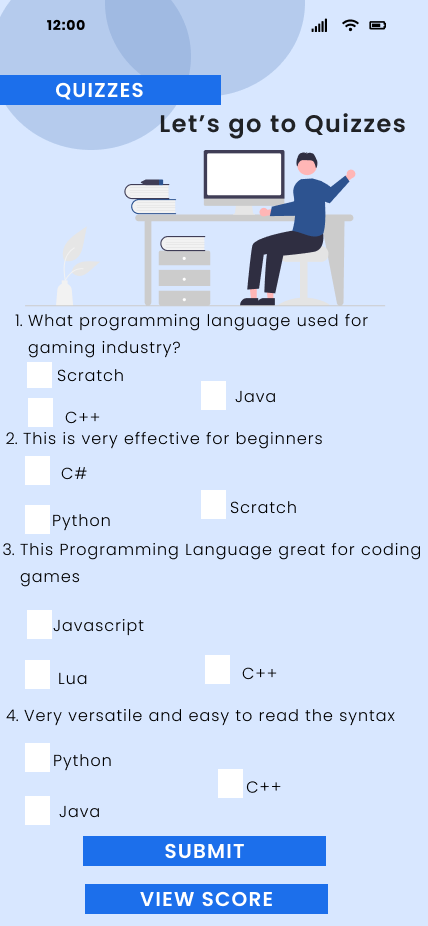 12:00
QUIZZES
Let's go to Quizzes
1. What programming language used for
gaming industry?
Scratch
Java
C++
2. This is very effective for beginners
C#
Scratch
Python
3. This Programming Language great for coding
games
Javascript
C++
Lua
4. Very versatile and easy to read the syntax
Python
C++
Java
SUBMIT
VIEW SCORE